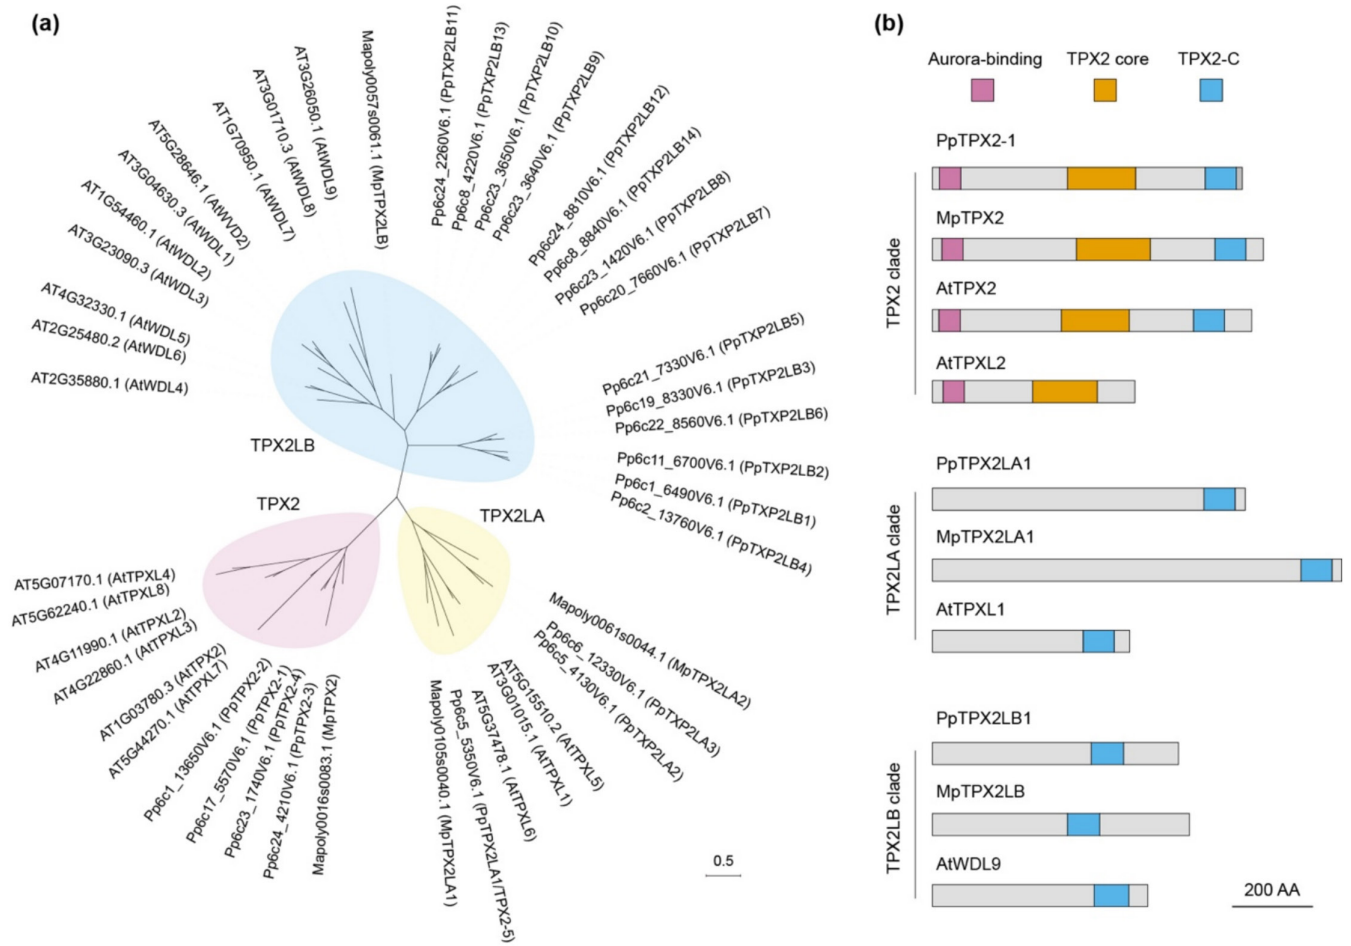 (a)
Mapoly0057s0061.1 (MpTPX2LB)
AT3G26050.1 (AtWDL9)
AT3G01710.3 (AtWDL8)
AT1G70950.1 (AtWDL7)
AT5G28646.1 (AtWVD2)
AT3G04630.3 (AtWDL1)
AT1G54460.1 (AtWDL2)
AT3G23090.3 (AtWDL3)
AT4G32330.1 (AtWDL5)
AT2G25480.2 (AtWDL6)
AT2G35880.1 (AtWDL4)
Pp6c24_2260V6.1 (PpTXP2LB11)
Pp6c8_4220V6.1 (PpTXP2LB13)
Pp6c23_3650V6.1 (PpTXP2LB10)
Pp6c23_3640V6.1 (PpTXP2LB9)
Pp6c24_8810V6.1 (PpTXP2LB12)
Pp6c8_8840V6.1 (PpTXP2LB14)
Pp6c23_1420V6.1 (PpTXP2LB8)
Pp6c20_7660V6.1 (PpTXP2LB7)
Pp6c21_7330V6.1 (PpTXP2LB5)
Pp6c19_8330V6.1 (PpTXP2LB3)
Pp6c22_8560V6.1 (PpTXP2LB6)
Pp6c11_6700V6.1 (PpTXP2LB2)
Pp6c1_6490V6.1 (PpTXP2LB1)
Pp6c2_13760V6.1 (PpTXP2LB4)
TPX2LB
TPX2
TPX2LA
AT5G07170.1 (AtTPXL4)
AT5G62240.1 (AtTPXL8)
AT4G11990.1 (AtTPXL2)
AT4G22860.1 (AtTPXL3)
AT1G03780.3 (AtTPX2)
AT5G44270.1 (AtTPXL7)
Pp6c1_13650V6.1 (PpTPX2-2)
Pp6c17_5570V6.1 (PpTPX2-1)
Pp6c23_1740V6.1 (PpTPX2-4)
Pp6c24_4210V6.1 (PpTPX2-3)
Mapoly0016s0083.1 (MpTPX2)
Mapoly0105s0040.1 (MpTPX2LA1)
Pp6c5_5350V6.1 (PpTPX2LA1/TPX2-5)
AT5G37478.1 (AtTPXL6)
AT3G01015.1 (AtTPXL1)
AT5G15510.2 (AtTPXL5)
Pp6c5_4130V6.1 (PpTXP2LA2)
Pp6c6_12330V6.1 (PpTXP2LA3)
Mapoly0061s0044.1 (MpTPX2LA2)
0.5
(b)
Aurora-binding
TPX2 core
TPX2-C
TPX2 clade
PpTPX2-1
MpTPX2
AtTPX2
AtTPXL2
TPX2LA clade
PpTPX2LA1
MpTPX2LA1
AtTPXL1
TPX2LB clade
PpTPX2LB1
MpTPX2LB
AtWDL9
200 AA